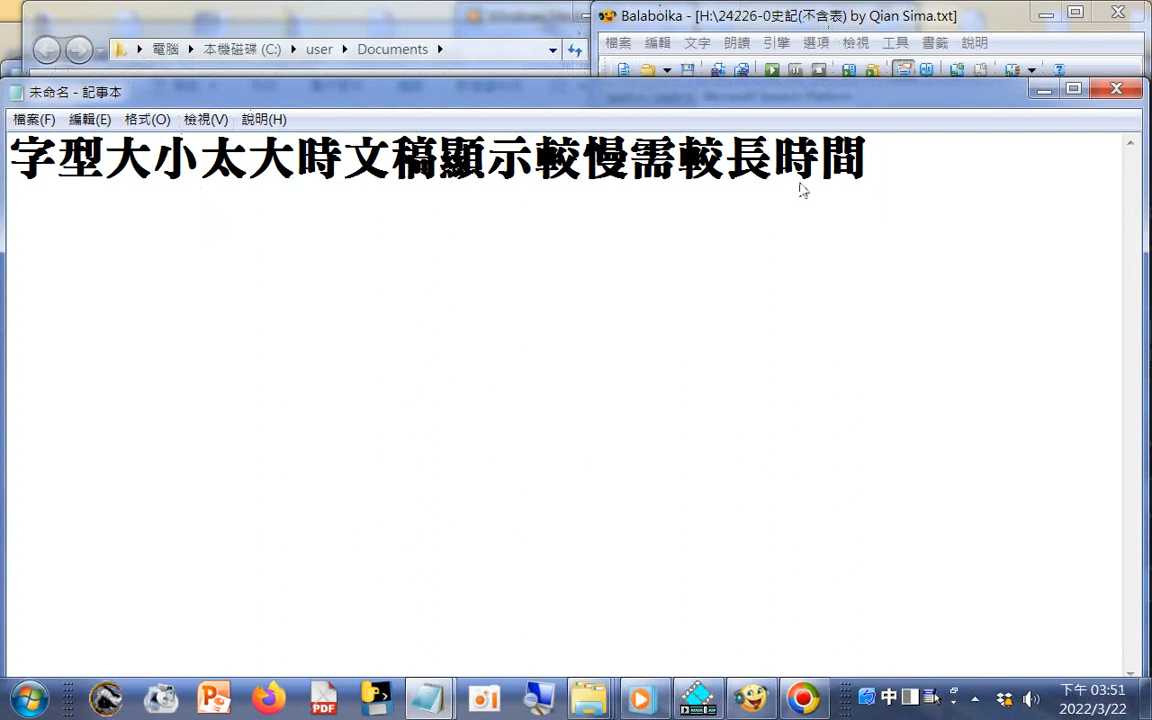 Balabolka - [H:\24226-0史記(不含表) by Qian Sima.txt]
電腦 本機磁碟 (C:) user Documents
檔案 編輯 文字 朗讀 引擎 選項 檢視 工具 書籤 說明
未命名 - 記事本
檔案(F) 編輯(E) 格式(O) 檢視(V) 說明(H)
字型大小太大時文稿顯示較慢需較長時間
中
下午 03:51
2022/3/22